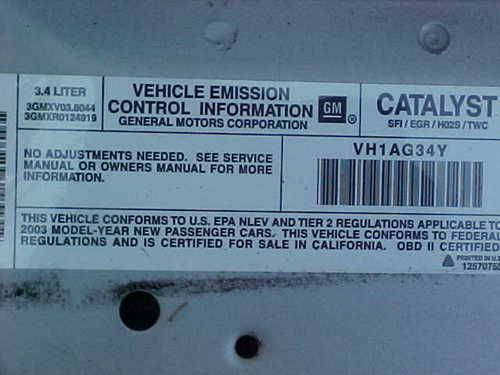 3.4 LITER
3GMXV03.8044
3GMXR0124919
VEHICLE EMISSION
CONTROL INFORMATION
GENERAL MOTORS CORPORATION
GM ®
CATALYST
SFI / EGR / HO2S / TWC
NO ADJUSTMENTS NEEDED. SEE SERVICE
MANUAL OR OWNERS MANUAL FOR MORE
INFORMATION.
VH1AG34Y
THIS VEHICLE CONFORMS TO U.S. EPA NLEV AND TIER 2 REGULATIONS APPLICABLE TO
2003 MODEL-YEAR NEW PASSENGER CARS. THIS VEHICLE CONFORMS TO FEDERAL
REGULATIONS AND IS CERTIFIED FOR SALE IN CALIFORNIA. OBD II CERTIFIED
PRINTED IN U.S